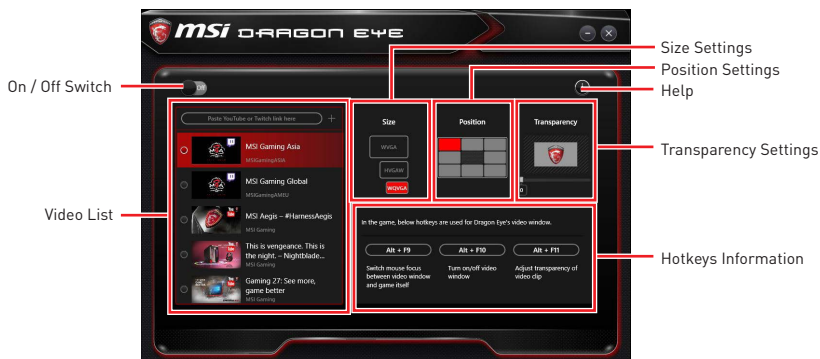 msi DRAGON EYE
Size Settings
Position Settings
Help
On / Off Switch
Off
Paste YouTube or Twitch link here
Size
Position
Transparency
WVGA
HVGAW
WQVGA
0
Transparency Settings
MSI Gaming Asia
MSIGamingASIA
MSI Gaming Global
MSIGamingAMEU
Video List
MSI Aegis – #HarnessAegis
MSI Gaming
This is vengeance. This is
the night. – Nightblade...
MSI Gaming
Gaming 27: See more,
game better
MSI Gaming
In the game, below hotkeys are used for Dragon Eye's video window.
Alt + F9
Alt + F10
Alt + F11
Switch mouse focus
between video window
and game itself
Turn on/off video
window
Adjust transparency of
video clip
Hotkeys Information